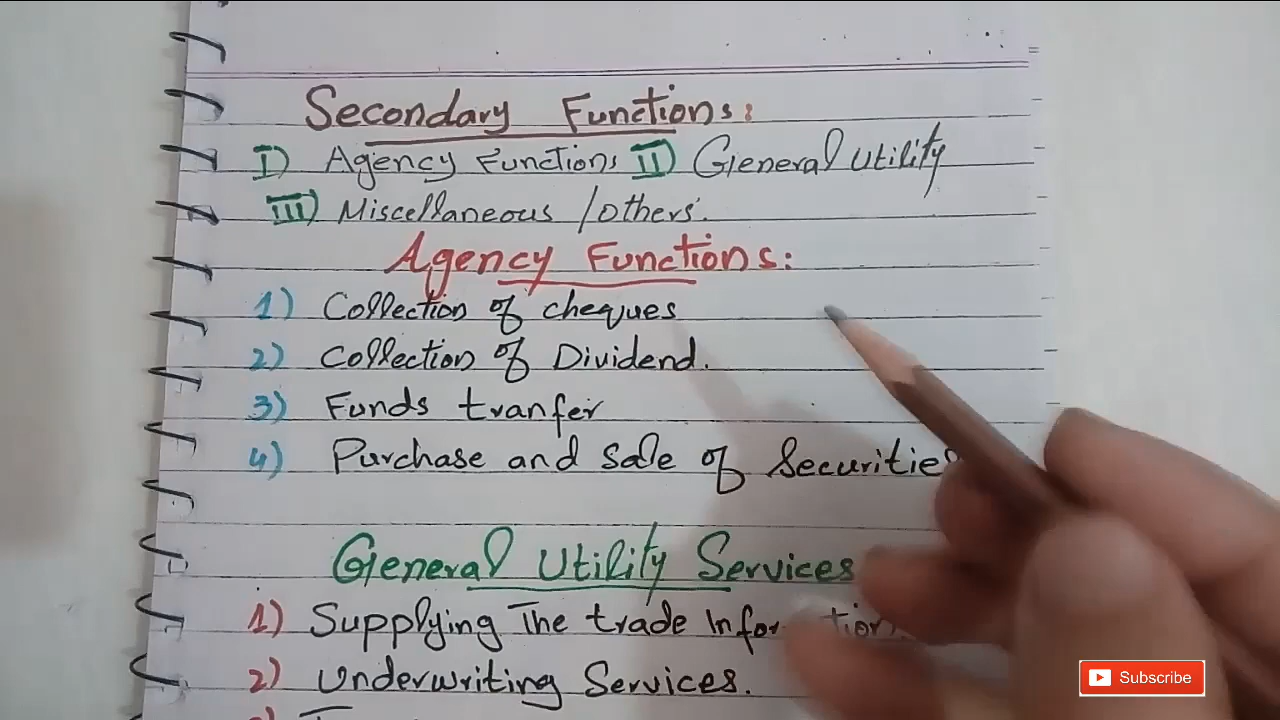 Secondary Functions:
I) Agency Functions II) General Utility
III) Miscellaneous /others.
Agency Functions:
1) Collection of cheques
2) Collection of Dividend.
3) Funds tranfer
4) Purchase and Sale of Securities
General Utility Services
1) Supplying The trade
2) Underwriting Services.
Subscribe